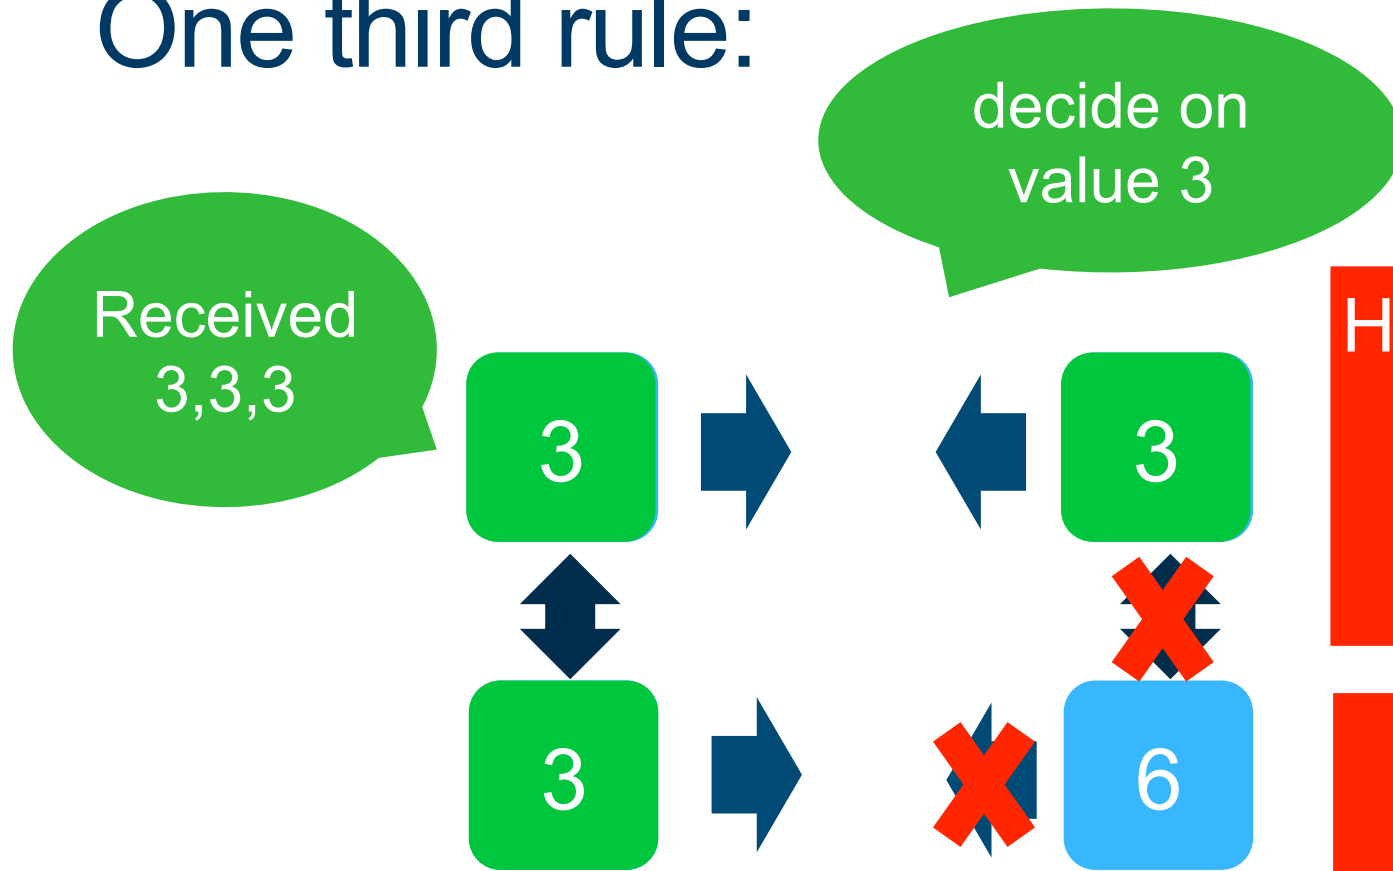 One third rule:
decide on
value 3
Received
3,3,3
H
3
3
3
6